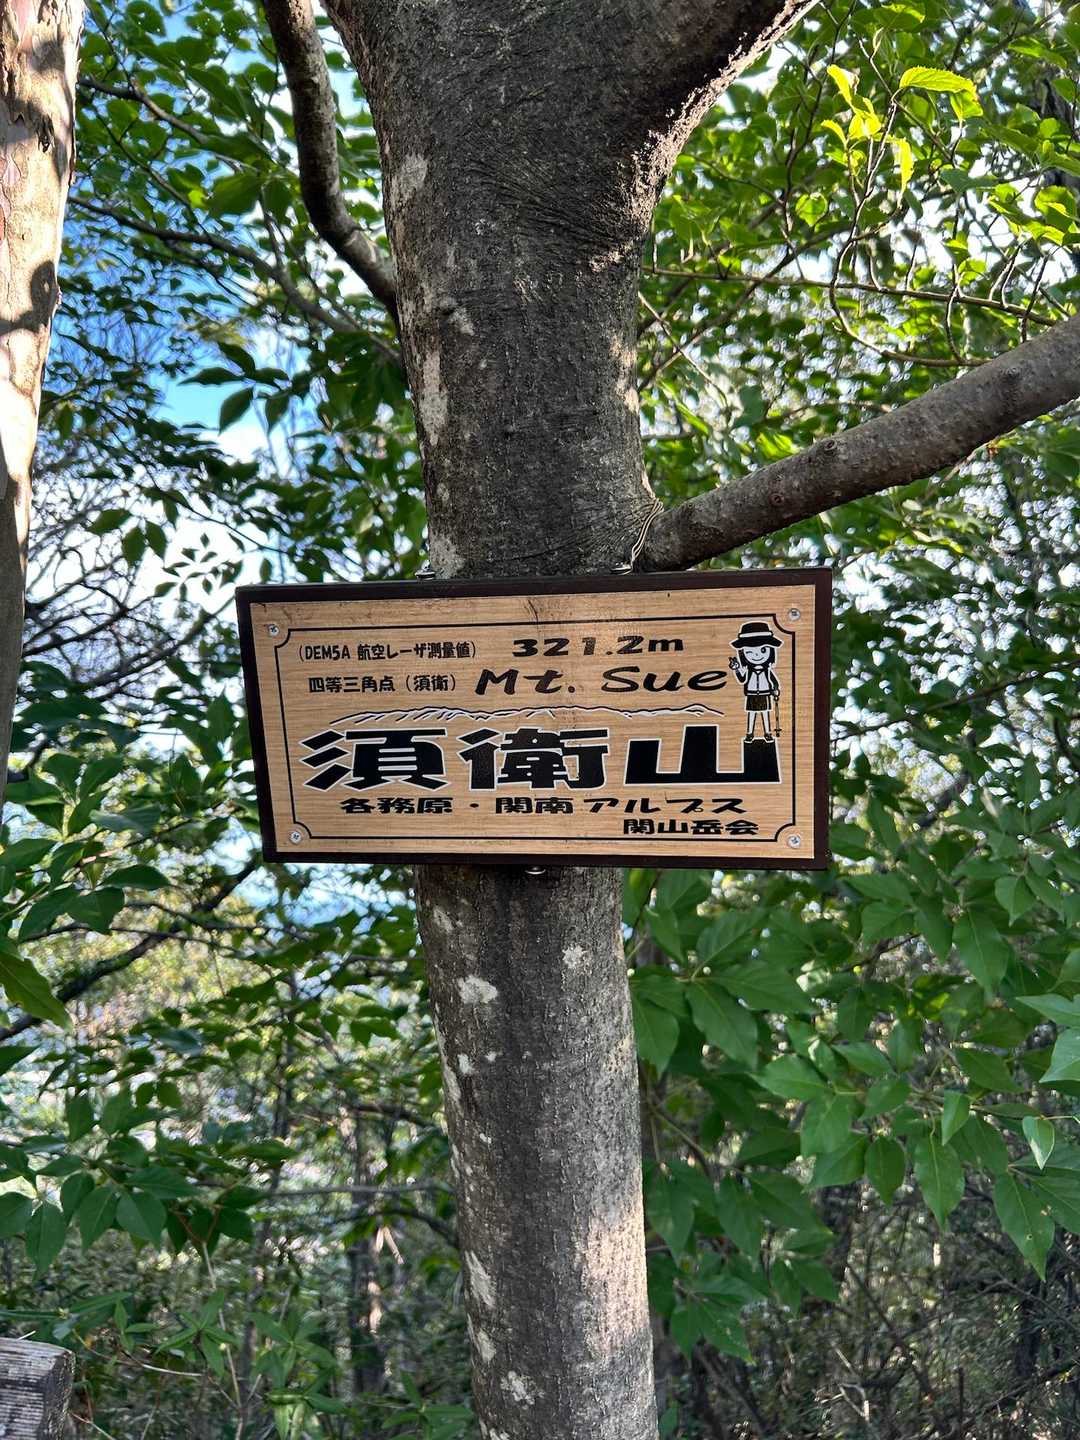 （DEM5A 航空レーザ測量値） 321.2m
四等三角点（須衛） Mt. Sue
須衛山
各務原・関南アルプス
関山岳会